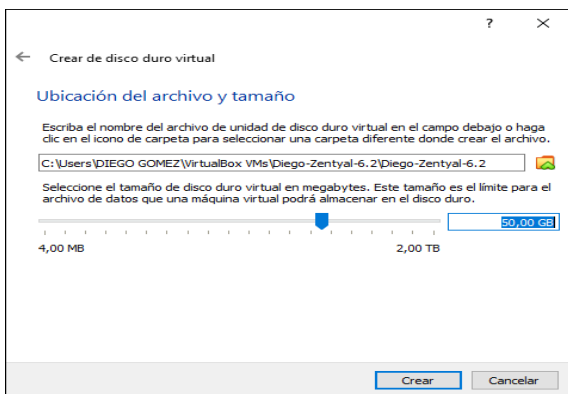 ?
Crear de disco duro virtual
Ubicación del archivo y tamaño
Escriba el nombre del archivo de unidad de disco duro virtual en el campo debajo o haga
clic en el icono de carpeta para seleccionar una carpeta diferente donde crear el archivo.
C:\Users\DIEGO GOMEZ\VirtualBox VMs\Diego-Zentyal-6.2\Diego-Zentyal-6.2
Seleccione el tamaño de disco duro virtual en megabytes. Este tamaño es el límite para el
archivo de datos que una máquina virtual podrá almacenar en el disco duro.
50,00 GB
4,00 MB 2,00 TB
Crear Cancelar